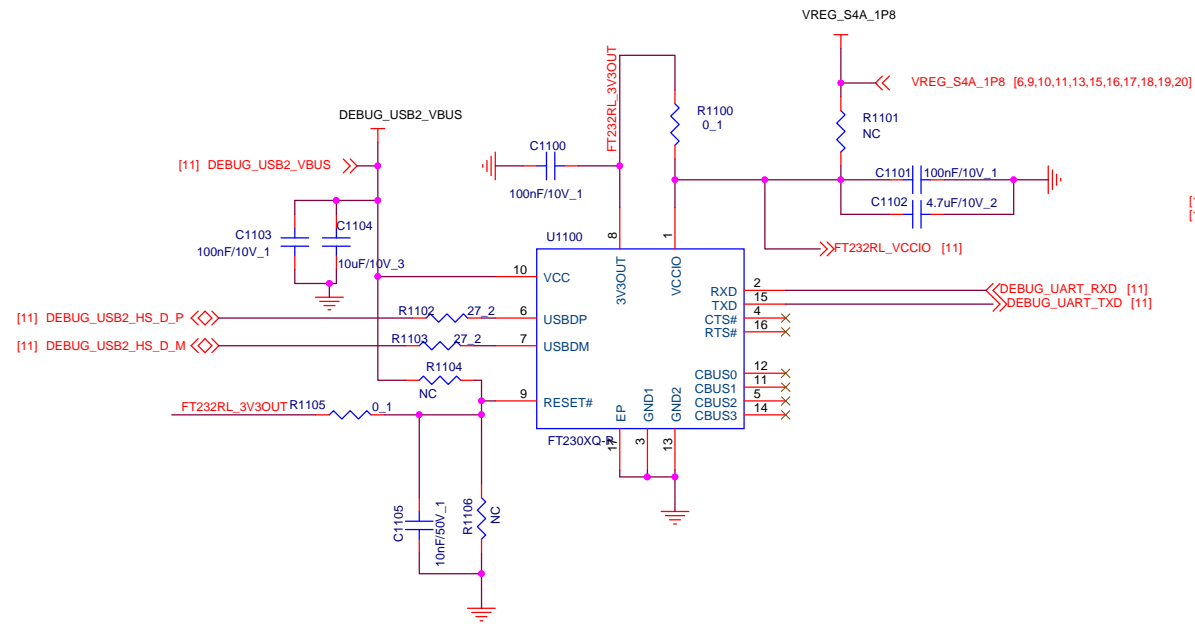 VREG_S4A_1P8
FT232RL_3V3OUT
VREG_S4A_1P8 [6,9,10,11,13,15,16,17,18,19,20]
R1100
0_1
R1101
NC
DEBUG_USB2_VBUS
[11] DEBUG_USB2_VBUS
C1100
100nF/10V_1
C1101 100nF/10V_1
C1102 4.7uF/10V_2
C1103
100nF/10V_1
C1104
10uF/10V_3
FT232RL_VCCIO [11]
U1100
8
1
3V3OUT
VCCIO
10 VCC
[11] DEBUG_USB2_HS_D_P R1102 27_2 6 USBDP
[11] DEBUG_USB2_HS_D_M R1103 27_2 7 USBDM
R1104
NC
9 RESET#
FT232RL_3V3OUT R1105 0_1
RXD 2 DEBUG_UART_RXD [11]
TXD 15 DEBUG_UART_TXD [11]
CTS# 4
RTS# 16
CBUS0 12
CBUS1 11
CBUS2 5
CBUS3 14
EP
GND1
GND2
FT230XQ-R
17
3
13
C1105
10nF/50V_1
R1106
NC